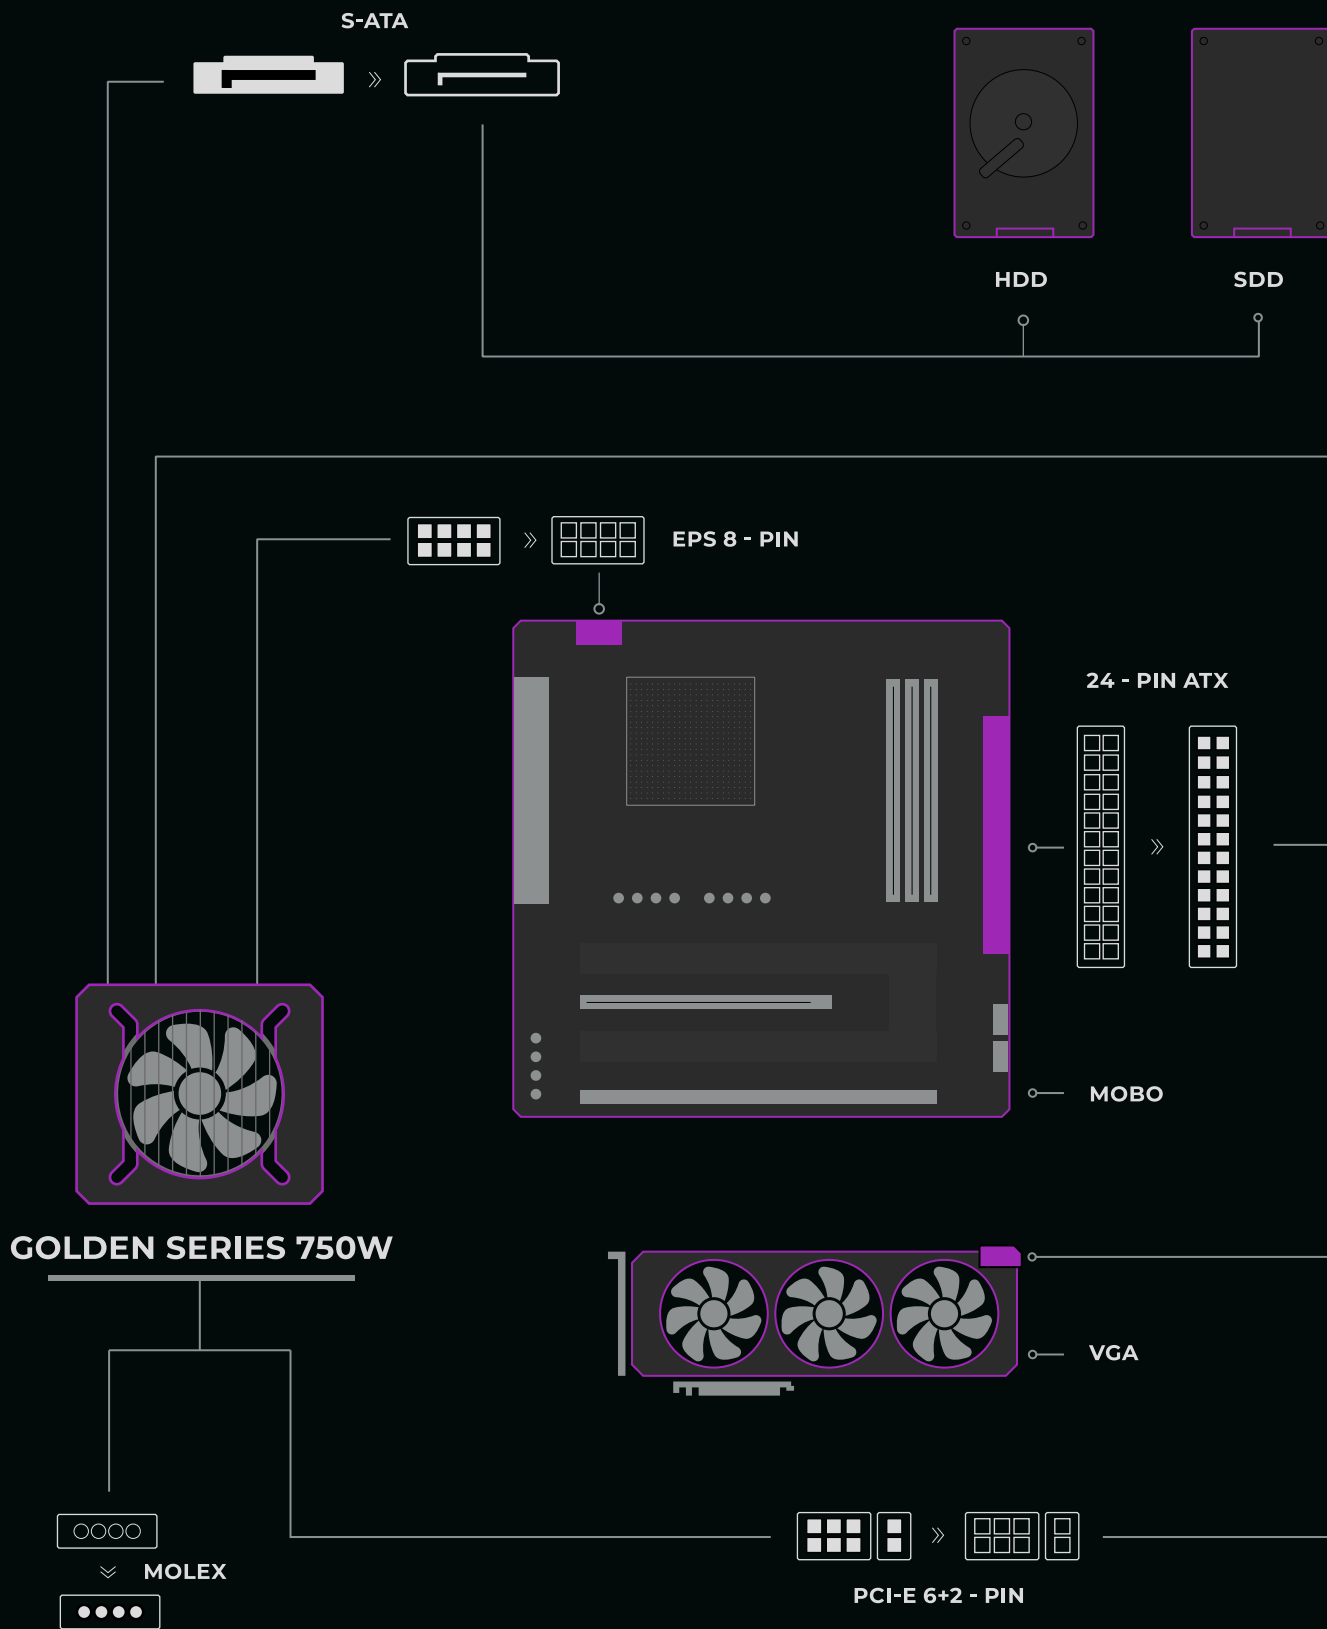 S-ATA
HDD
SDD
EPS 8 - PIN
24 - PIN ATX
MOBO
GOLDEN SERIES 750W
VGA
MOLEX
PCI-E 6+2 - PIN